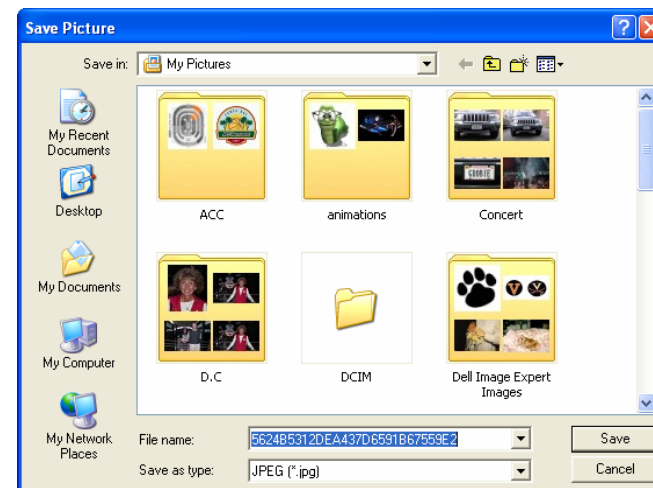 Save Picture
Save in:
My Pictures
My Recent
Documents
Desktop
My Documents
My Computer
My Network
Places
ACC
animations
Concert
D.C
DCIM
Dell Image Expert
Images
File name:
5624B5312DEA437D6591B67559E2
Save
Save as type:
JPEG (*.jpg)
Cancel